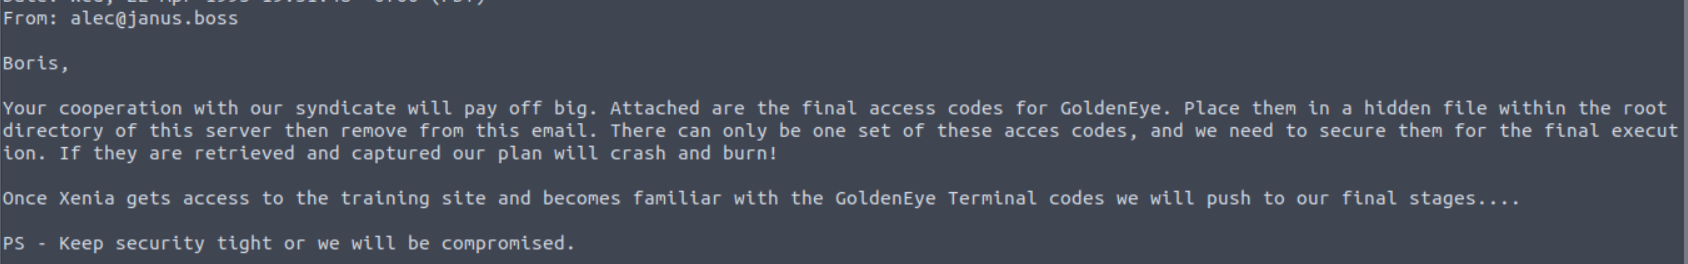 From: alec@janus.boss
Boris,
Your cooperation with our syndicate will pay off big. Attached are the final access codes for GoldenEye. Place them in a hidden file within the root
directory of this server then remove from this email. There can only be one set of these acces codes, and we need to secure them for the final execut
ion. If they are retrieved and captured our plan will crash and burn!
Once Xenia gets access to the training site and becomes familiar with the GoldenEye Terminal codes we will push to our final stages....
PS - Keep security tight or we will be compromised.